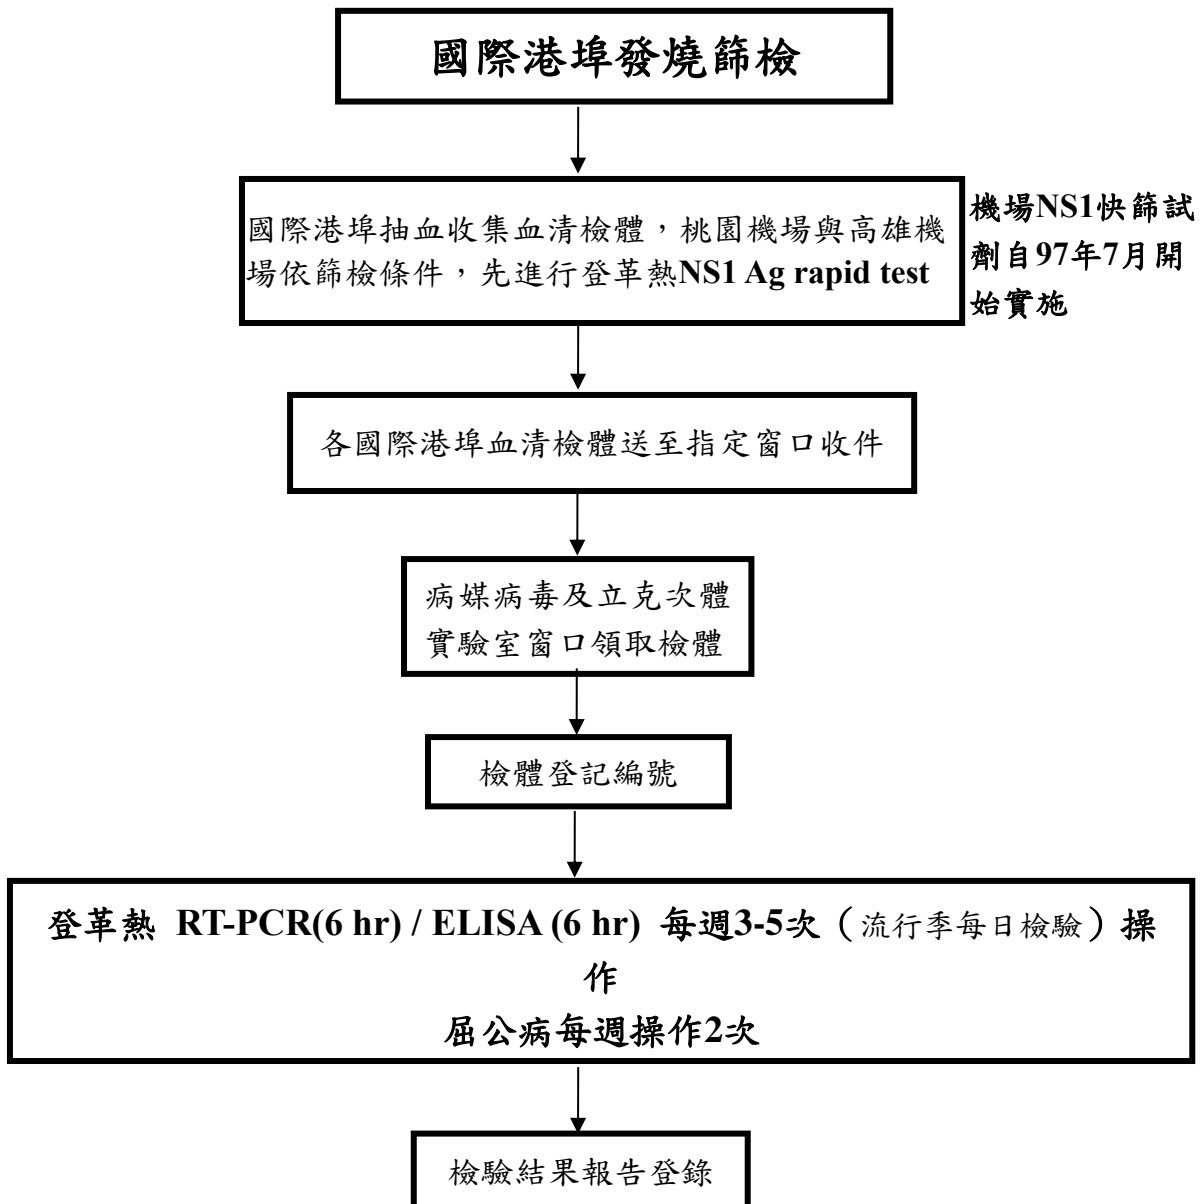 國際港埠發燒篩檢
國際港埠抽血收集血清檢體，桃園機場與高雄機
場依篩檢條件，先進行登革熱NS1 Ag rapid test
機場NS1快篩試
劑自97年7月開
始實施
各國際港埠血清檢體送至指定窗口收件
病媒病毒及立克次體
實驗室窗口領取檢體
檢體登記編號
登革熱 RT-PCR(6 hr) / ELISA (6 hr) 每週3-5次（流行季每日檢驗）操
作
屈公病每週操作2次
檢驗結果報告登錄